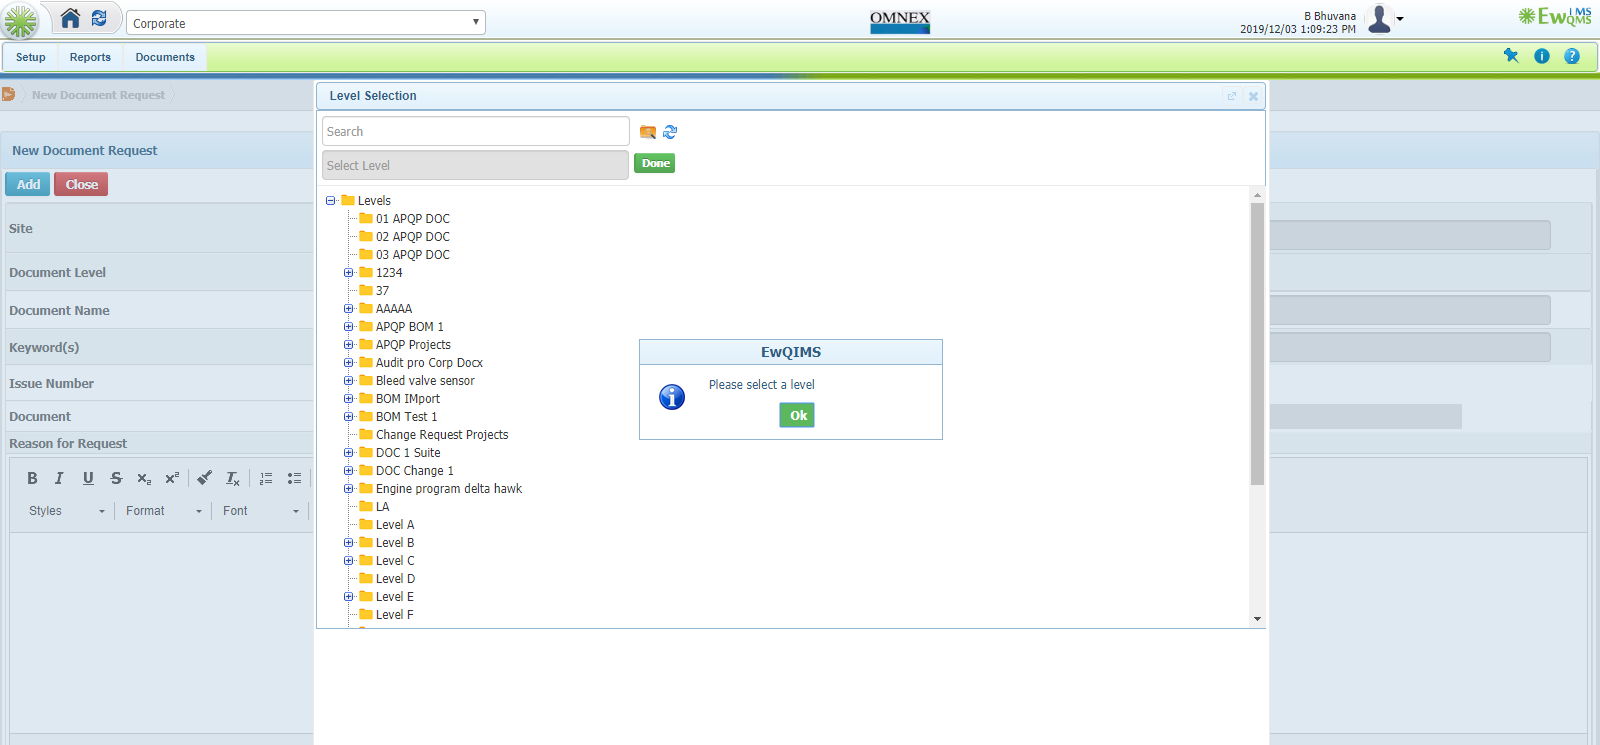 Corporate
OMNEX
B Bhuvana
2019/12/03 1:09:23 PM
EwQIMS
Setup Reports Documents
New Document Request
Level Selection
Search
New Document Request
Select Level Done
Add Close
Levels
01 APQP DOC
Site
02 APQP DOC
03 APQP DOC
Document Level
1234
37
Document Name
AAAAA
APQP BOM 1
Keyword(s)
APQP Projects
EwQIMS
Audit pro Corp Docx
Issue Number
Bleed valve sensor
Please select a level
BOM IMport
Document
BOM Test 1
Ok
Change Request Projects
Reason for Request
DOC 1 Suite
DOC Change 1
B I U S x₂ x² Tx
Engine program delta hawk
LA
Styles Format Font
Level A
Level B
Level C
Level D
Level E
Level F